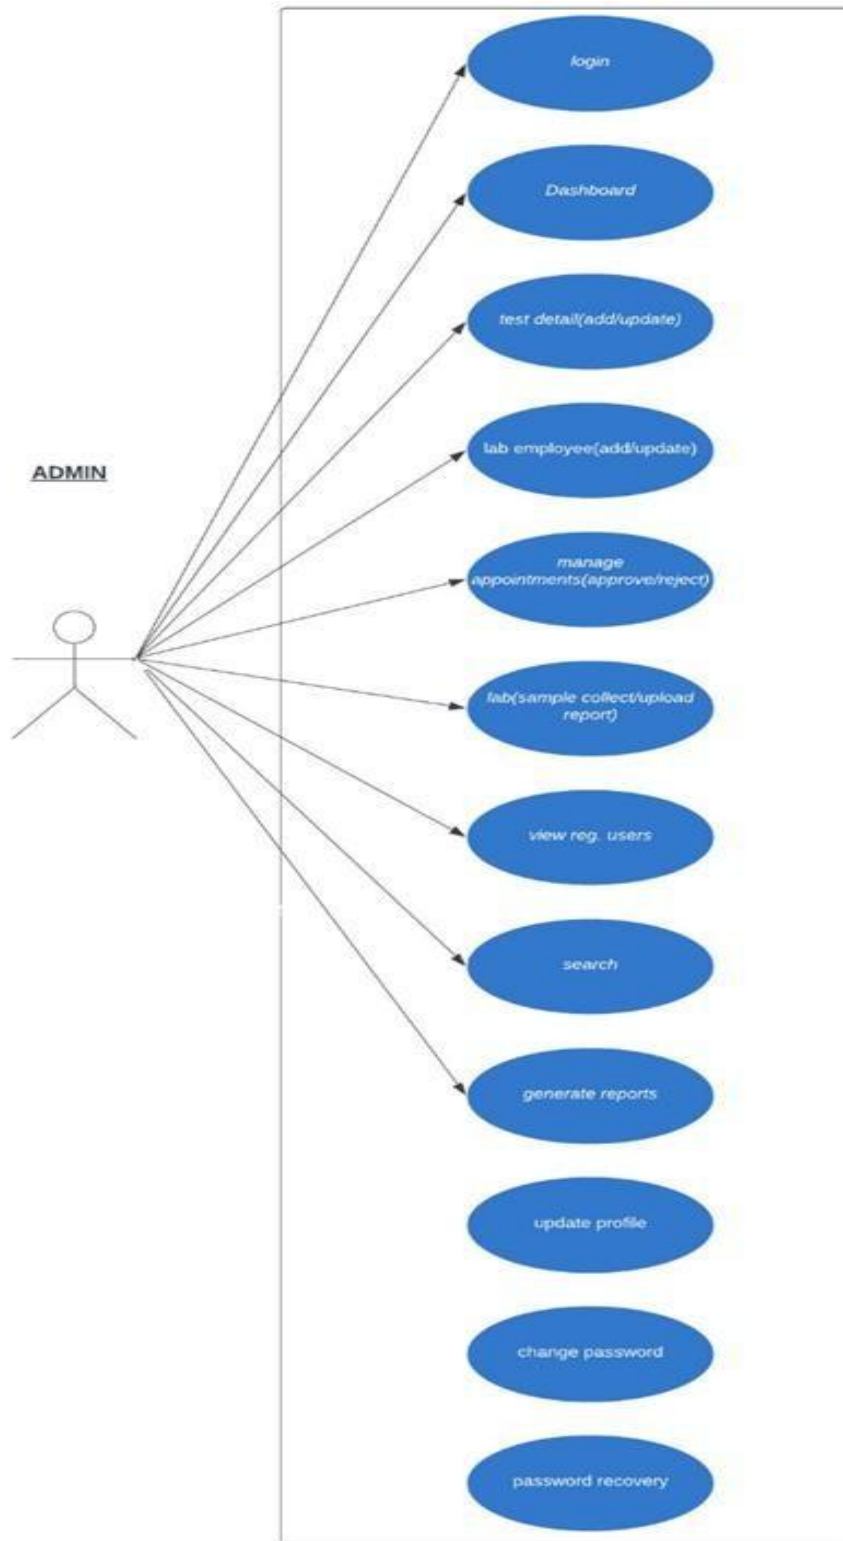 login
Dashboard
test detail(add/update)
lab employee(add/update)
ADMIN
manage
appointments(approve/reject)
lab(sample collect/upload
report)
view reg. users
search
generate reports
update profile
change password
password recovery